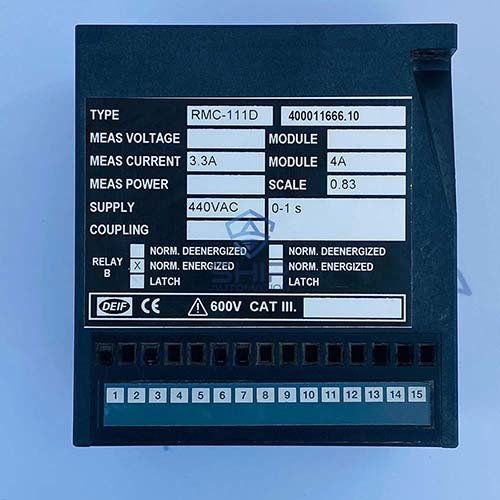 TYPE RMC-111D 400011666.10
MEAS VOLTAGE MODULE
MEAS CURRENT 3.3A MODULE 4A
MEAS POWER SCALE 0.83
SUPPLY 440VAC 0-1 s
COUPLING
NORM. DEENERGIZED NORM. DEENERGIZED
RELAY B X NORM. ENERGIZED NORM. ENERGIZED
LATCH LATCH
DEIF CE 600V CAT III.
SHIP
AUTOMATION
1 2 3 4 5 6 7 8 9 10 11 12 13 14 15